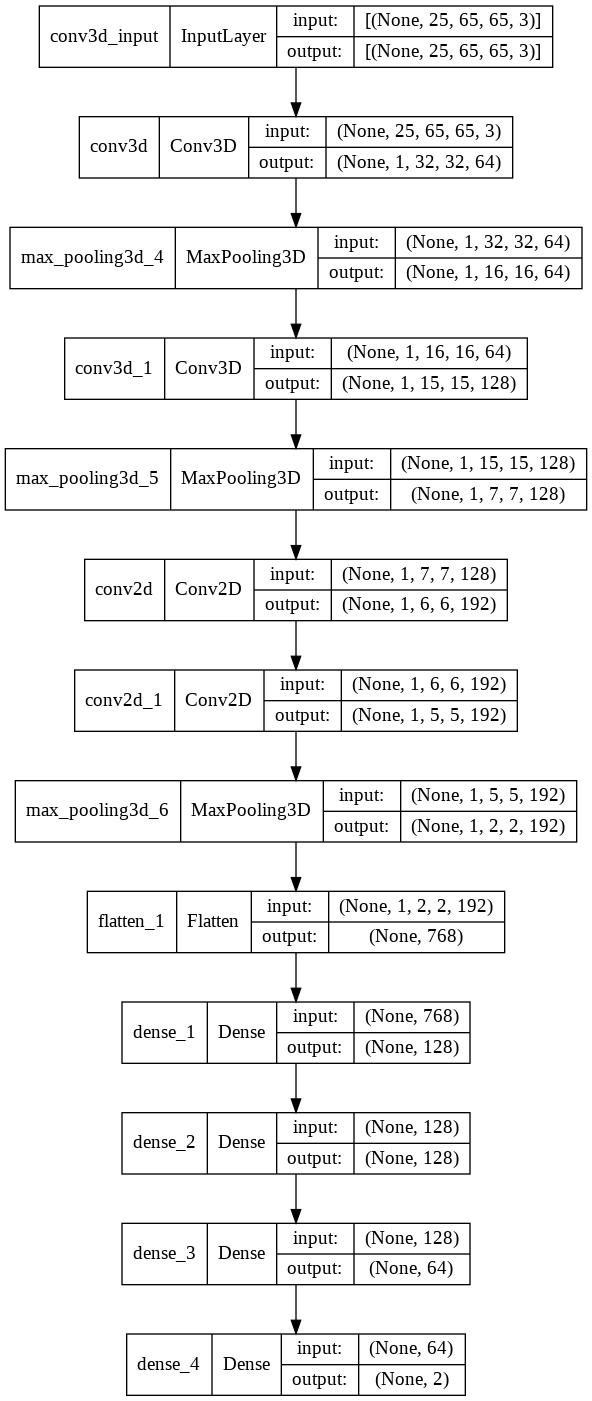 conv3d_input InputLayer input: [(None, 25, 65, 65, 3)]
output: [(None, 25, 65, 65, 3)]
conv3d Conv3D input: (None, 25, 65, 65, 3)
output: (None, 1, 32, 32, 64)
max_pooling3d_4 MaxPooling3D input: (None, 1, 32, 32, 64)
output: (None, 1, 16, 16, 64)
conv3d_1 Conv3D input: (None, 1, 16, 16, 64)
output: (None, 1, 15, 15, 128)
max_pooling3d_5 MaxPooling3D input: (None, 1, 15, 15, 128)
output: (None, 1, 7, 7, 128)
conv2d Conv2D input: (None, 1, 7, 7, 128)
output: (None, 1, 6, 6, 192)
conv2d_1 Conv2D input: (None, 1, 6, 6, 192)
output: (None, 1, 5, 5, 192)
max_pooling3d_6 MaxPooling3D input: (None, 1, 5, 5, 192)
output: (None, 1, 2, 2, 192)
flatten_1 Flatten input: (None, 1, 2, 2, 192)
output: (None, 768)
dense_1 Dense input: (None, 768)
output: (None, 128)
dense_2 Dense input: (None, 128)
output: (None, 128)
dense_3 Dense input: (None, 128)
output: (None, 64)
dense_4 Dense input: (None, 64)
output: (None, 2)